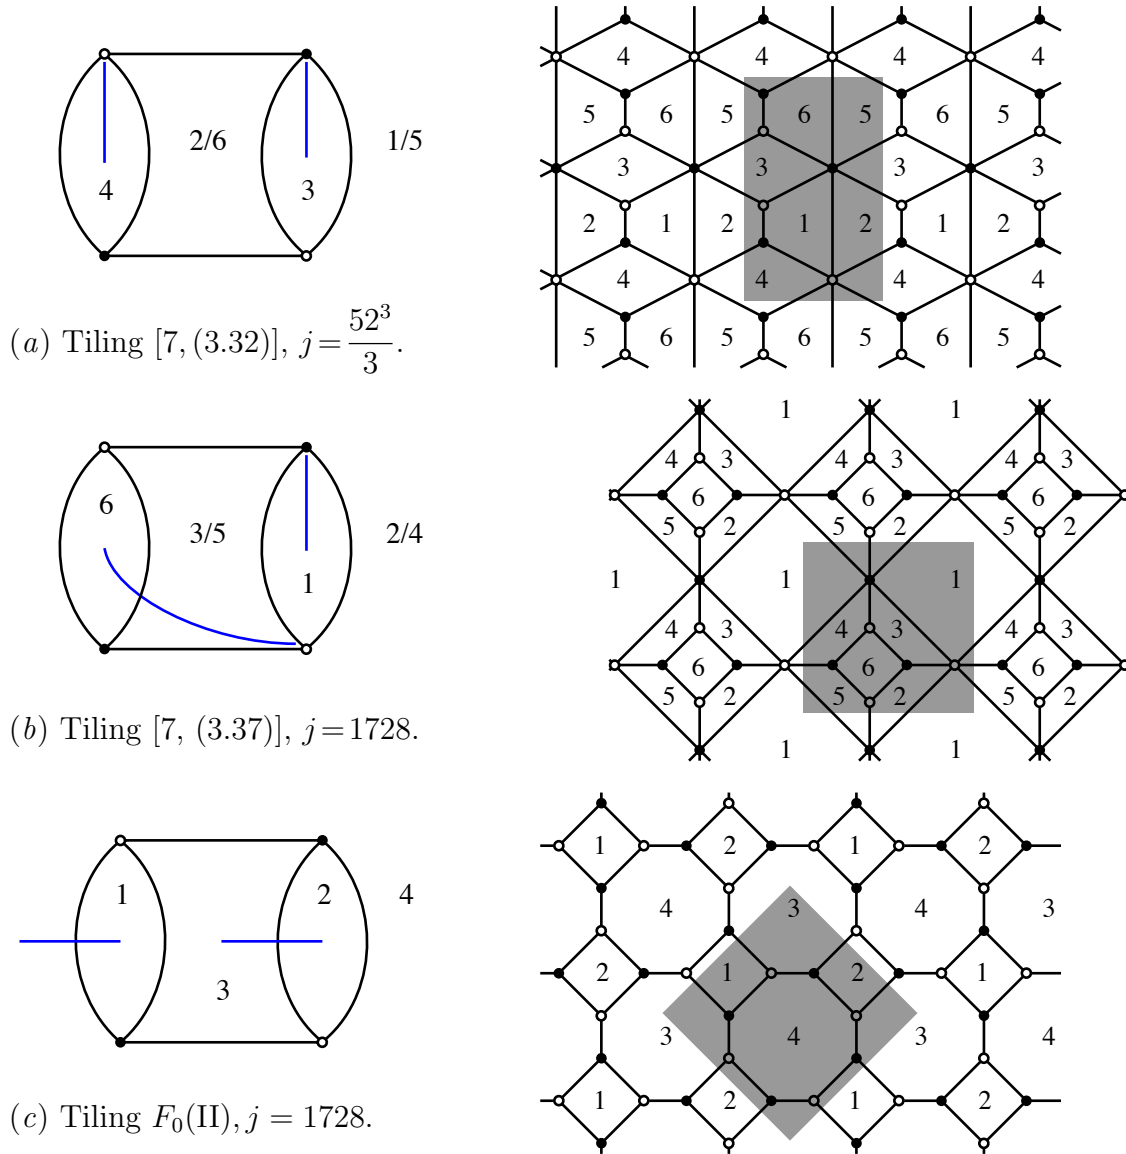 2/6 1/5
4 3
(a) Tiling [7, (3.32)], j = 52³/3.
4 4 4 4
5 6 5 6 5 6 5
3 3 3 3
2 1 2 1 2 1 2
4 4 4 4
5 6 5 6 5 6 5
6
3/5 2/4
1
(b) Tiling [7, (3.37)], j = 1728.
1 1
4 3 4 3 4 3
6 6 6
5 2 5 2 5 2
1 1 1
4 3 4 3 4 3
6 6 6
5 2 5 2 5 2
1 1
1 2 4
3
(c) Tiling F₀(II), j = 1728.
1 2 1 2
4 3 4 3
2 1 2 1
3 4 3 4
1 2 1 2